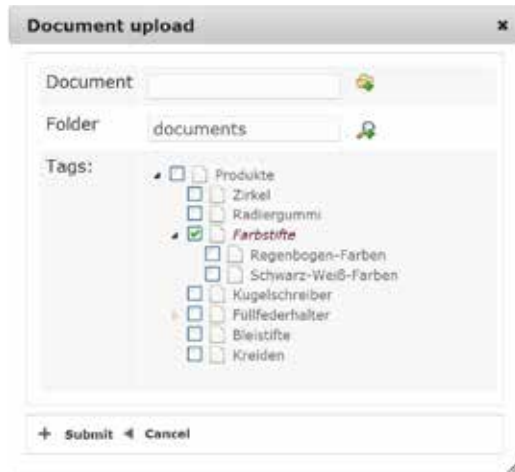 Document upload
Document
Folder documents
Tags:
Produkte
Zirkel
Radiergummi
Farbstifte
Regenbogen-Farben
Schwarz-Weiß-Farben
Kugelschreiber
Füllfederhalter
Bleistifte
Kreiden
Submit Cancel